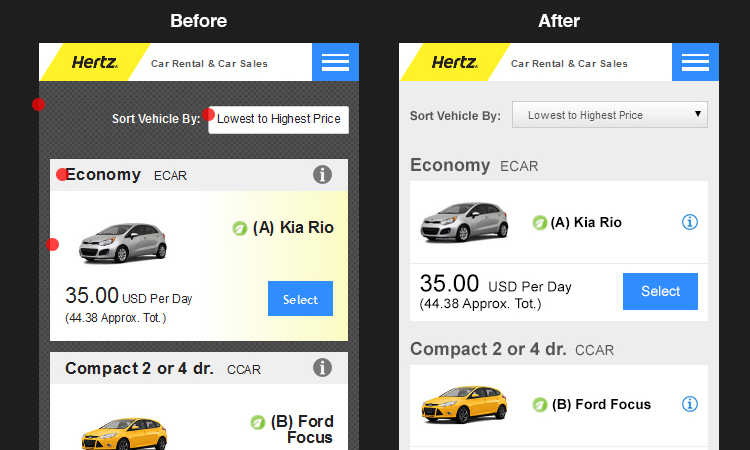 Before
Hertz.
Car Rental & Car Sales
Sort Vehicle By:
Lowest to Highest Price
Economy ECAR
(A) Kia Rio
35.00 USD Per Day
(44.38 Approx. Tot.)
Select
Compact 2 or 4 dr. CCAR
(B) Ford
Focus
After
Hertz.
Car Rental & Car Sales
Sort Vehicle By:
Lowest to Highest Price
Economy ECAR
(A) Kia Rio
35.00 USD Per Day
(44.38 Approx. Tot.)
Select
Compact 2 or 4 dr. CCAR
(B) Ford Focus